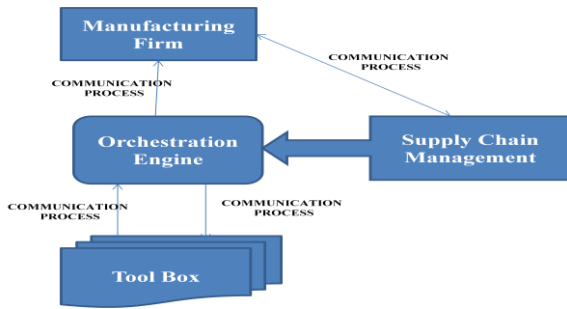 Manufacturing
Firm
COMMUNICATION
PROCESS
COMMUNICATION
PROCESS
Orchestration
Engine
Supply Chain
Management
COMMUNICATION
PROCESS
COMMUNICATION
PROCESS
Tool Box